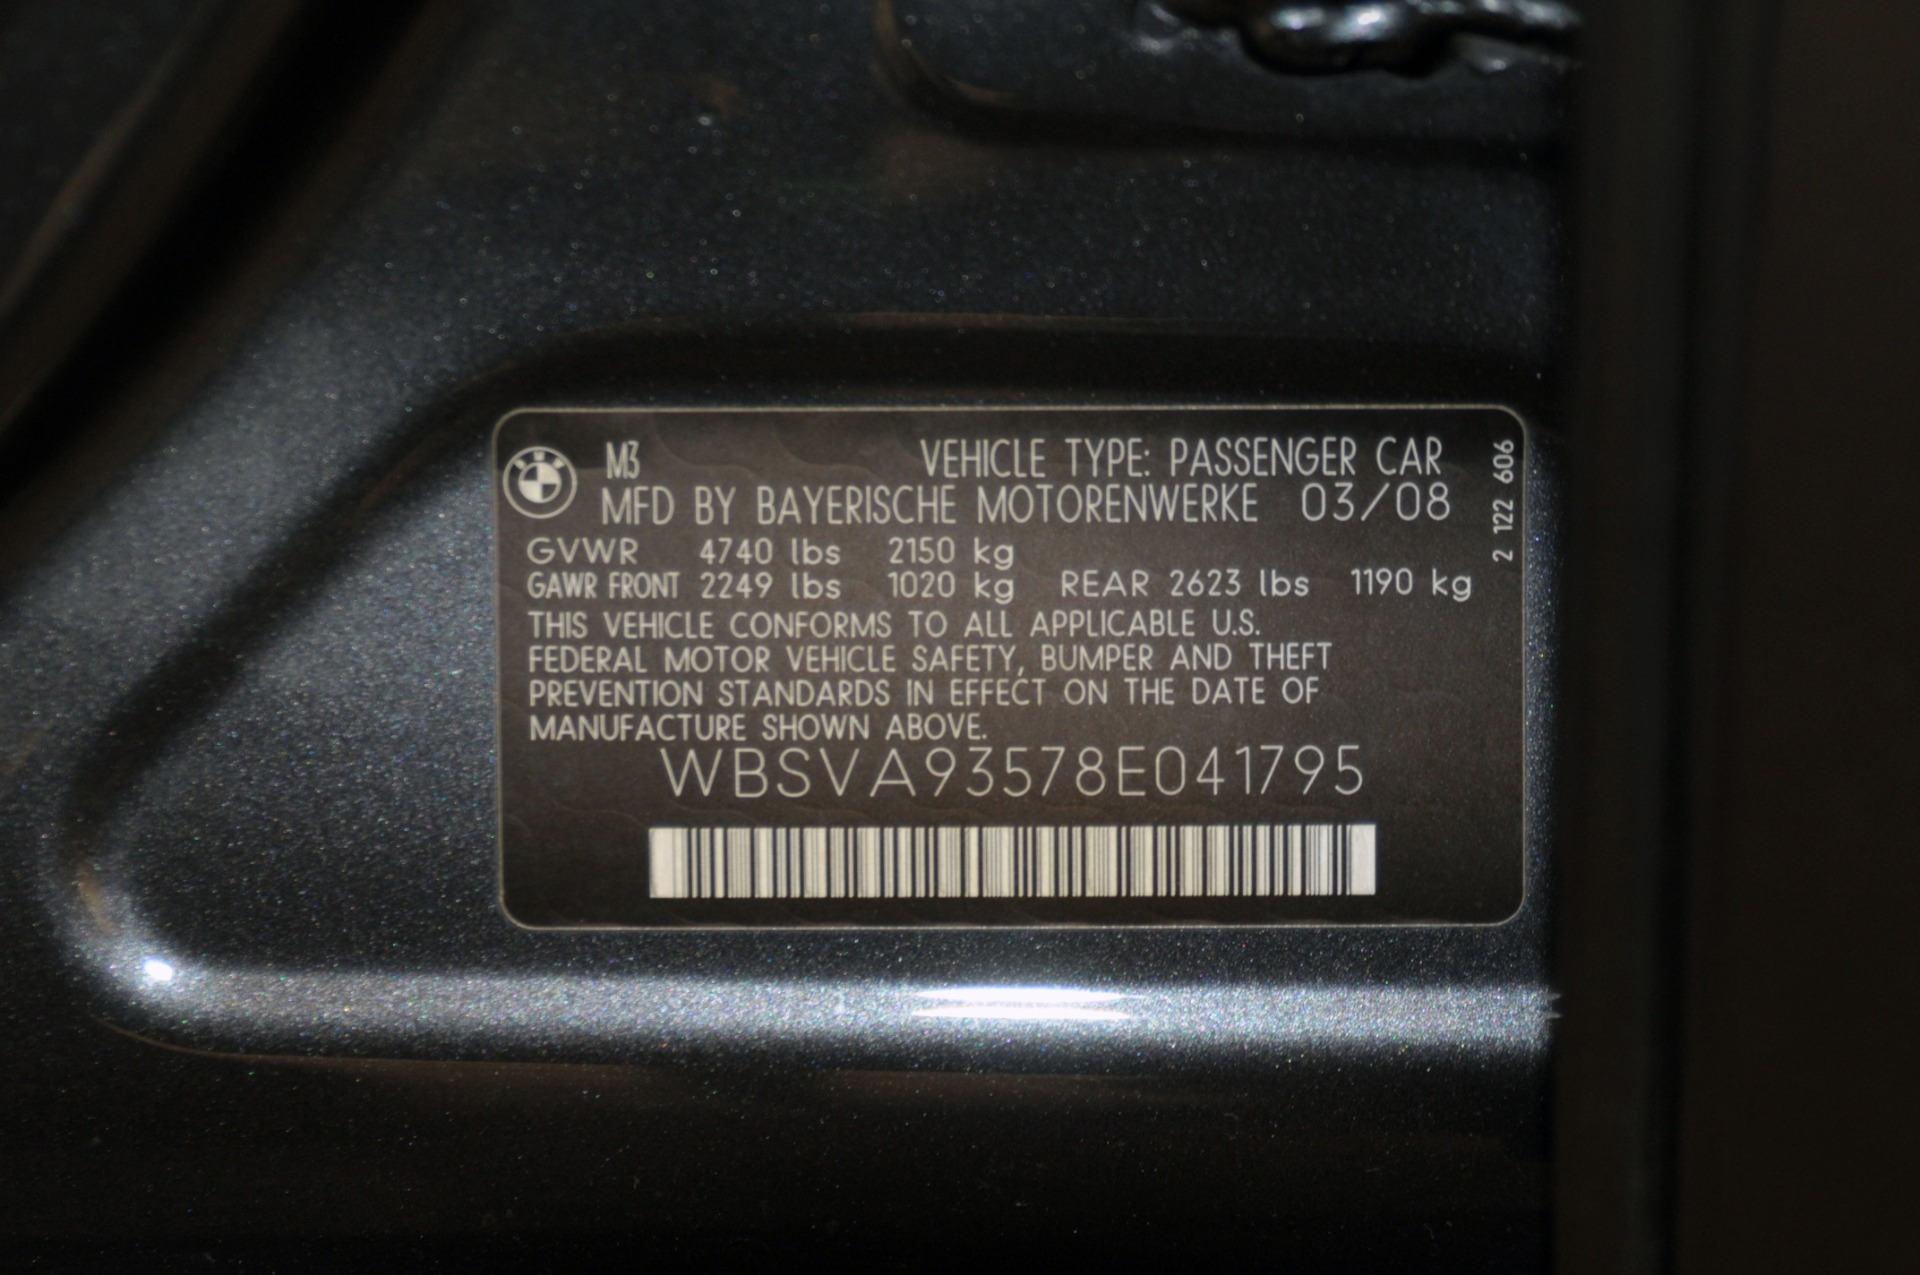 M3 VEHICLE TYPE: PASSENGER CAR
MFD BY BAYERISCHE MOTORENWERKE 03/08
GVWR 4740 lbs 2150 kg
GAWR FRONT 2249 lbs 1020 kg REAR 2623 lbs 1190 kg
THIS VEHICLE CONFORMS TO ALL APPLICABLE U.S.
FEDERAL MOTOR VEHICLE SAFETY, BUMPER AND THEFT
PREVENTION STANDARDS IN EFFECT ON THE DATE OF
MANUFACTURE SHOWN ABOVE.
WBSVA93578E041795
2 122 606
BMW